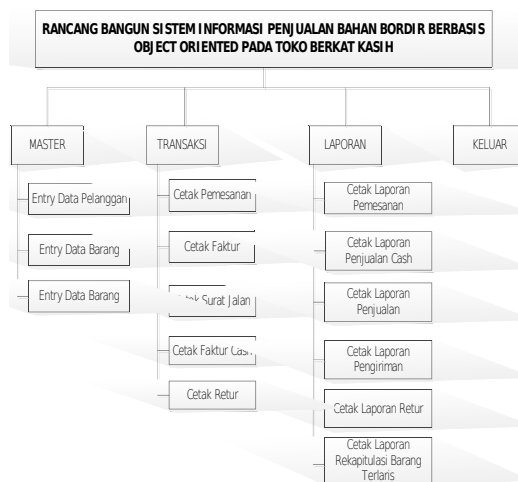 RANCANG BANGUN SISTEM INFORMASI PENJUALAN BAHAN BORDIR BERBASIS
OBJECT ORIENTED PADA TOKO BERKAT KASIH
MASTER
TRANSAKSI
LAPORAN
KELUAR
Entry Data Pelanggan
Entry Data Barang
Entry Data Barang
Cetak Pemesanan
Cetak Faktur
Surat Jalan
Cetak Faktur Cash
Cetak Retur
Cetak Laporan
Pemesanan
Cetak Laporan
Penjualan Cash
Cetak Laporan
Penjualan
Cetak Laporan
Pengiriman
Cetak Laporan Retur
Cetak Laporan
Rekapitulasi Barang
Terlaris